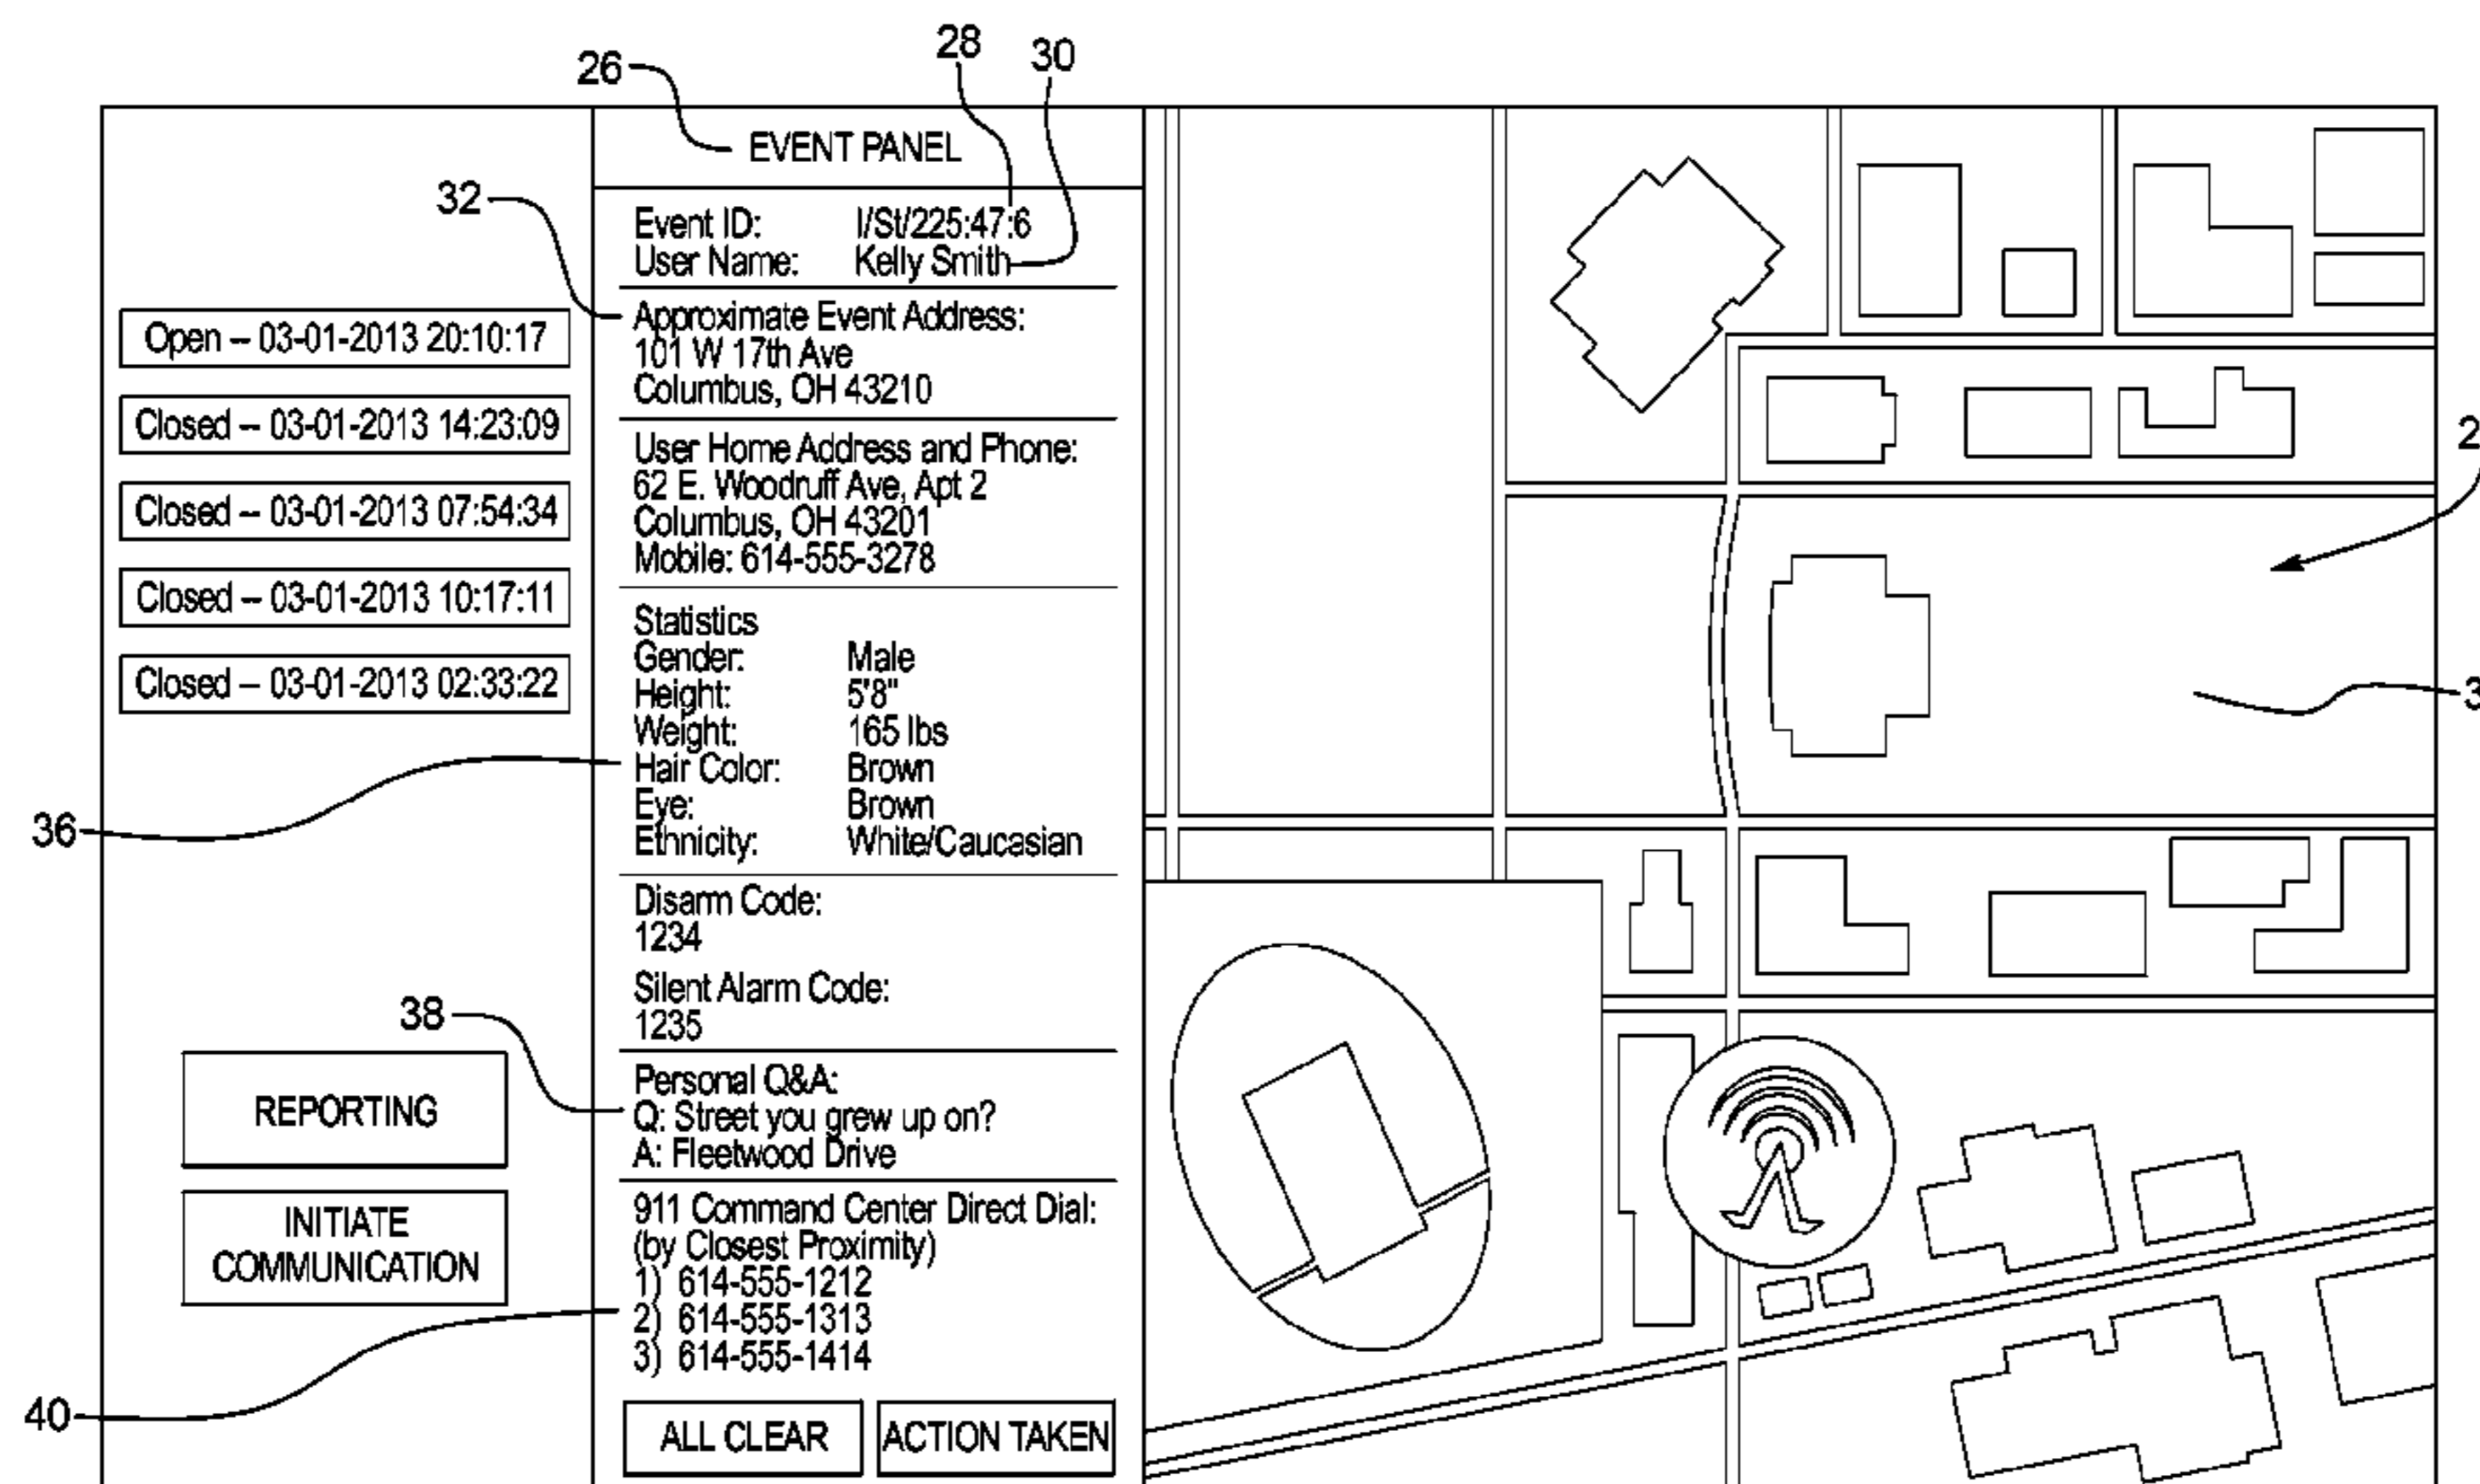 26
28
30
EVENT PANEL
32
Event ID: I/St/225:47:6
User Name: Kelly Smith
Approximate Event Address:
101 W 17th Ave
Columbus, OH 43210
User Home Address and Phone:
62 E. Woodruff Ave, Apt 2
Columbus, OH 43201
Mobile: 614-555-3278
Statistics
Gender: Male
Height: 5'8"
Weight: 165 lbs
Hair Color: Brown
Eye: Brown
Ethnicity: White/Caucasian
Disarm Code:
1234
Silent Alarm Code:
1235
Personal Q&A:
Q: Street you grew up on?
A: Fleetwood Drive
911 Command Center Direct Dial:
(by Closest Proximity)
1) 614-555-1212
2) 614-555-1313
3) 614-555-1414
ALL CLEAR
ACTION TAKEN
Open – 03-01-2013 20:10:17
Closed – 03-01-2013 14:23:09
Closed – 03-01-2013 07:54:34
Closed – 03-01-2013 10:17:11
Closed – 03-01-2013 02:33:22
36
38
REPORTING
INITIATE
COMMUNICATION
40